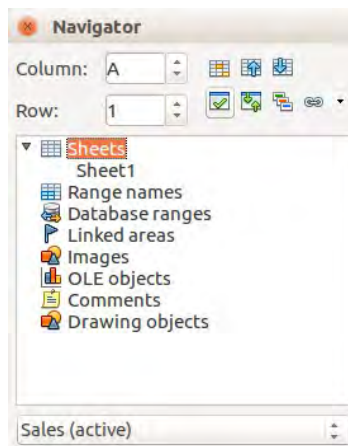 Navigator
Column: A
Row: 1
Sheets
Sheet1
Range names
Database ranges
Linked areas
Images
OLE objects
Comments
Drawing objects
Sales (active)